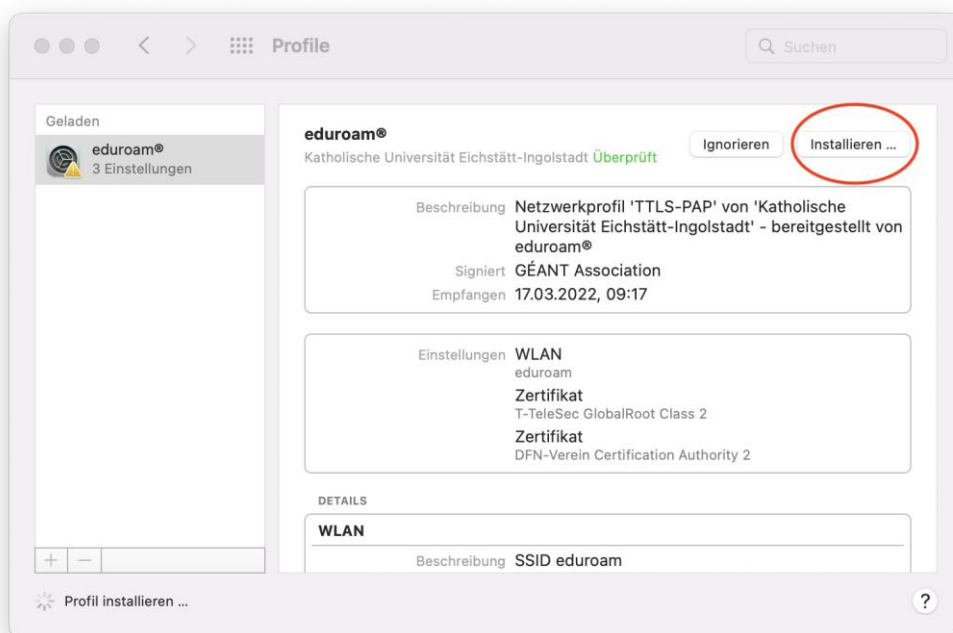 Profile
Suchen
Geladen
eduroam®
3 Einstellungen
eduroam®
Katholische Universität Eichstätt-Ingolstadt Überprüft
Ignorieren
Installieren ...
Beschreibung Netzwerkprofil 'TTLS-PAP' von 'Katholische
Universität Eichstätt-Ingolstadt' - bereitgestellt von
eduroam®
Signiert GÉANT Association
Empfangen 17.03.2022, 09:17
Einstellungen WLAN
eduroam
Zertifikat
T-TeleSec GlobalRoot Class 2
Zertifikat
DFN-Verein Certification Authority 2
DETAILS
WLAN
Beschreibung SSID eduroam
Profil installieren ...
?